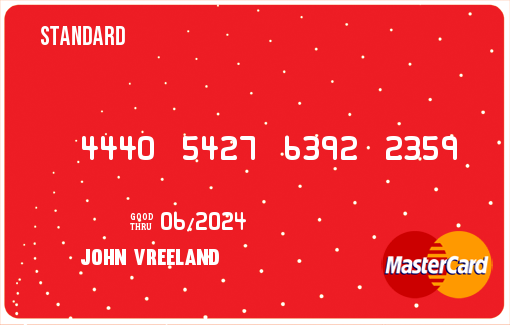 STANDARD
4440 5427 6392 2359
GOOD THRU 06/2024
JOHN VREELAND
MasterCard